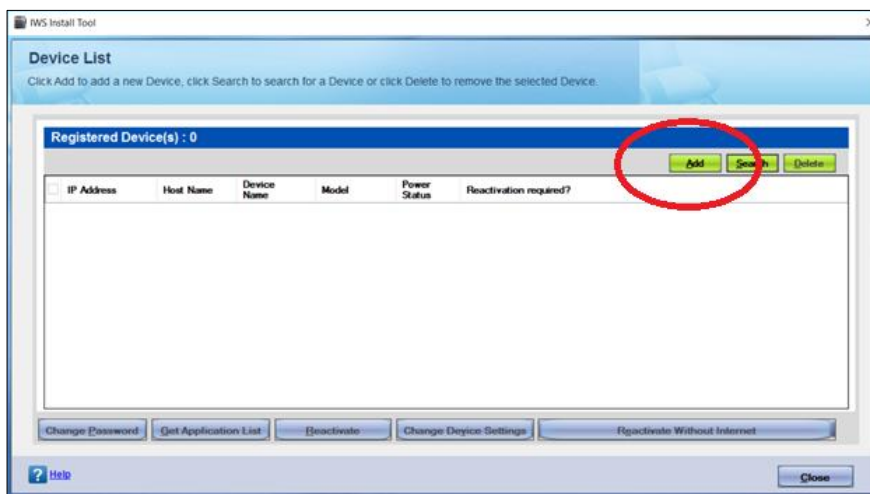 IWS Install Tool
Device List
Click Add to add a new Device, click Search to search for a Device or click Delete to remove the selected Device.
Registered Device(s) : 0
Add Search Delete
IP Address Host Name Device Name Model Power Status Reactivation required?
Change Password Get Application List Reactivate Change Device Settings Reactivate Without Internet
? Help Close